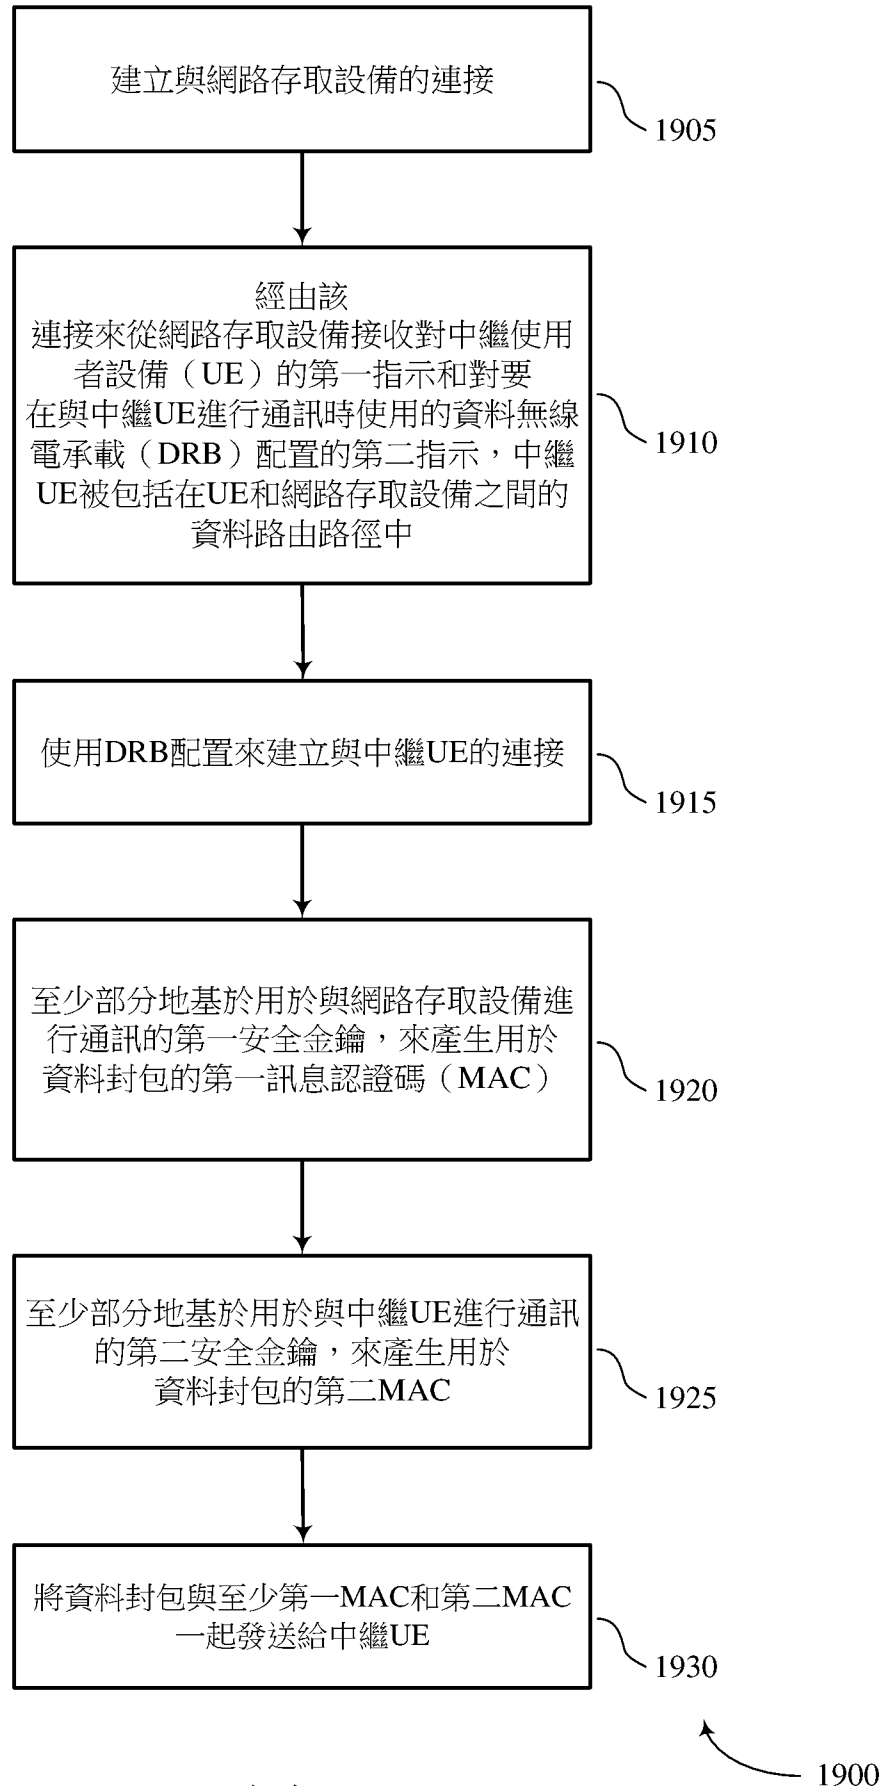 建立與網路存取設備的連接
1905
經由該
連接來從網路存取設備接收對中繼使用
者設備（UE）的第一指示和對要
在與中繼UE進行通訊時使用的資料無線
電承載（DRB）配置的第二指示，中繼
UE被包括在UE和網路存取設備之間的
資料路由路徑中
1910
使用DRB配置來建立與中繼UE的連接
1915
至少部分地基於用於與網路存取設備進
行通訊的第一安全金鑰，來產生用於
資料封包的第一訊息認證碼（MAC）
1920
至少部分地基於用於與中繼UE進行通訊
的第二安全金鑰，來產生用於
資料封包的第二MAC
1925
將資料封包與至少第一MAC和第二MAC
一起發送給中繼UE
1930
1900